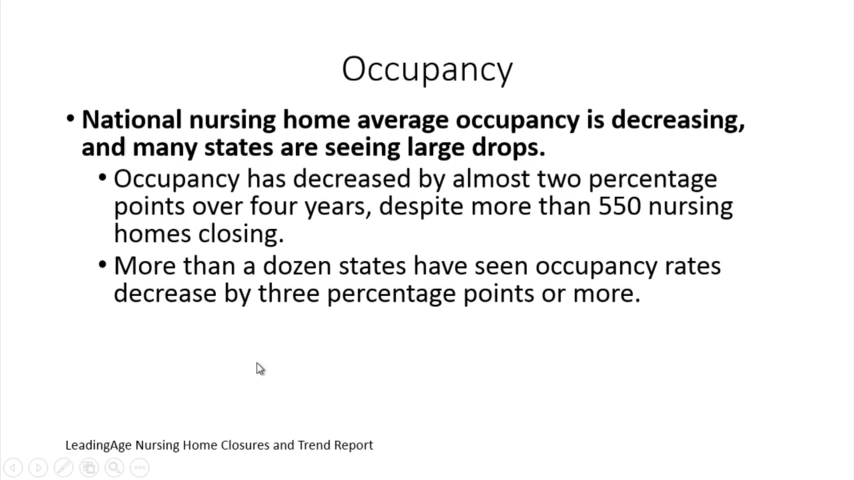 Occupancy
• National nursing home average occupancy is decreasing,
and many states are seeing large drops.
• Occupancy has decreased by almost two percentage
points over four years, despite more than 550 nursing
homes closing.
• More than a dozen states have seen occupancy rates
decrease by three percentage points or more.
LeadingAge Nursing Home Closures and Trend Report